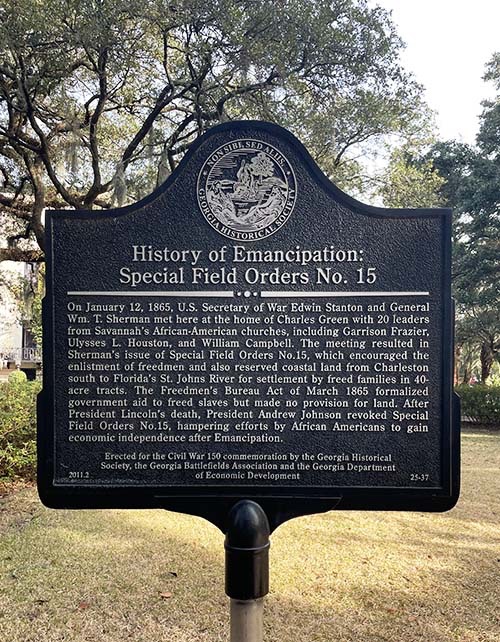 NON SIBI, SED ALIIS.
GEORGIA HISTORICAL SOCIETY
History of Emancipation:
Special Field Orders No. 15
On January 12, 1865, U.S. Secretary of War Edwin Stanton and General
Wm. T. Sherman met here at the home of Charles Green with 20 leaders
from Savannah's African-American churches, including Garrison Frazier,
Ulysses L. Houston, and William Campbell. The meeting resulted in
Sherman's issue of Special Field Orders No.15, which encouraged the
enlistment of freedmen and also reserved coastal land from Charleston
south to Florida's St. Johns River for settlement by freed families in 40-
acre tracts. The Freedmen's Bureau Act of March 1865 formalized
government aid to freed slaves but made no provision for land. After
President Lincoln's death, President Andrew Johnson revoked Special
Field Orders No.15, hampering efforts by African Americans to gain
economic independence after Emancipation.
Erected for the Civil War 150 commemoration by the Georgia Historical
Society, the Georgia Battlefields Association and the Georgia Department
of Economic Development
2011.2
25-37